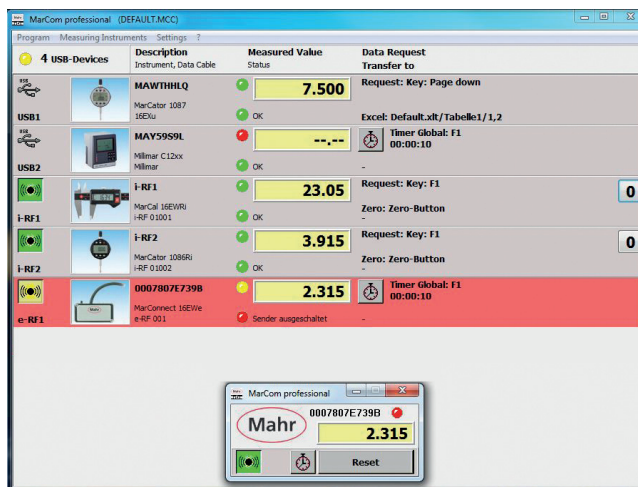 MarCom professional (DEFAULT.MCC)
Program Measuring Instruments Settings ?
4 USB-Devices Description Measured Value Data Request
Instrument, Data Cable Status Transfer to
USB MAWTHHLQ 7.500 Request: Key: Page down
MarCator 1087
USB1 16EXu OK Excel: Default.xlt/Tabelle1/1,2
USB MAY59S9L --.-- Timer Global: F1
00:00:10
Millimar C12xx
USB2 Millimar OK -
i-RF1 23.05 Request: Key: F1
0
MarCal 16EWRi Zero: Zero-Button
i-RF1 i-RF 01001 OK -
i-RF2 3.915 Request: Key: F1
0
MarCator 1086Ri Zero: Zero-Button
i-RF2 i-RF 01002 OK -
0007807E739B 2.315 Timer Global: F1
00:00:10
MarConnect 16EWe
e-RF1 e-RF 001 Sender ausgeschaltet -
Mahr
MarCom professional
0007807E739B
Mahr
2.315
Reset